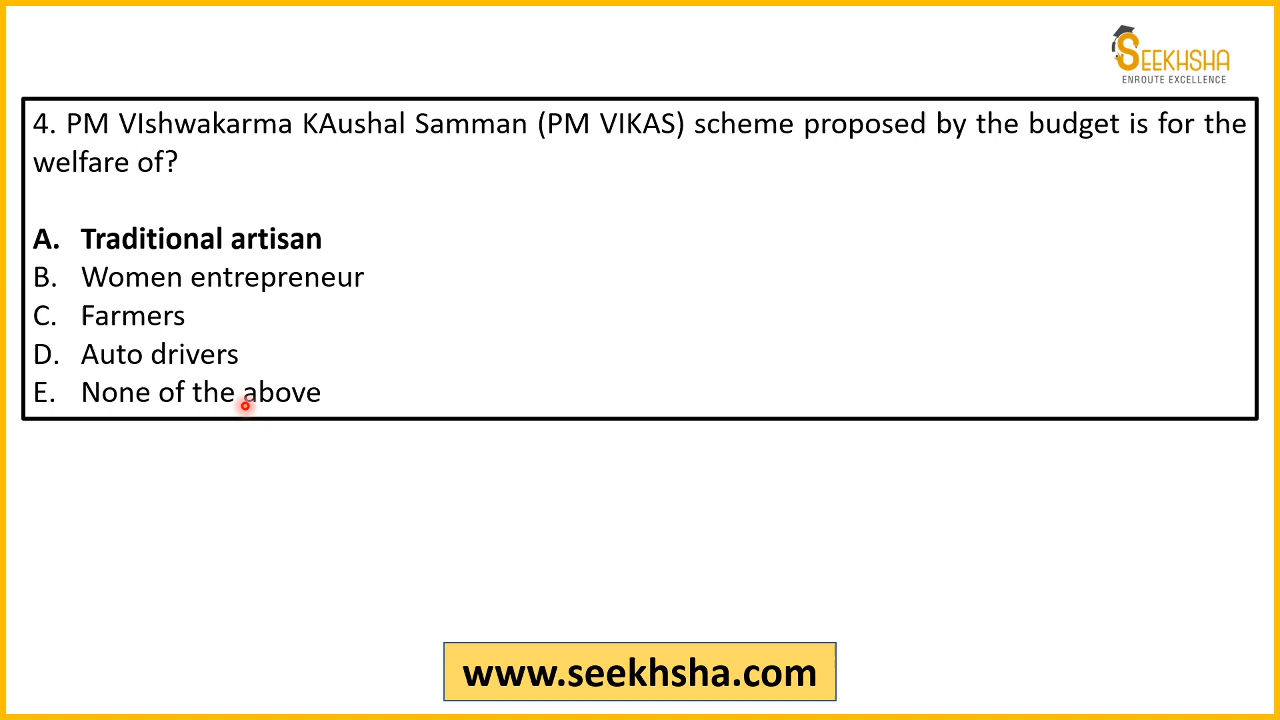 SEEKHSHA
ENROUTE EXCELLENCE
4. PM VIshwakarma KAushal Samman (PM VIKAS) scheme proposed by the budget is for the
welfare of?
A. Traditional artisan
B. Women entrepreneur
C. Farmers
D. Auto drivers
E. None of the above
www.seekhsha.com